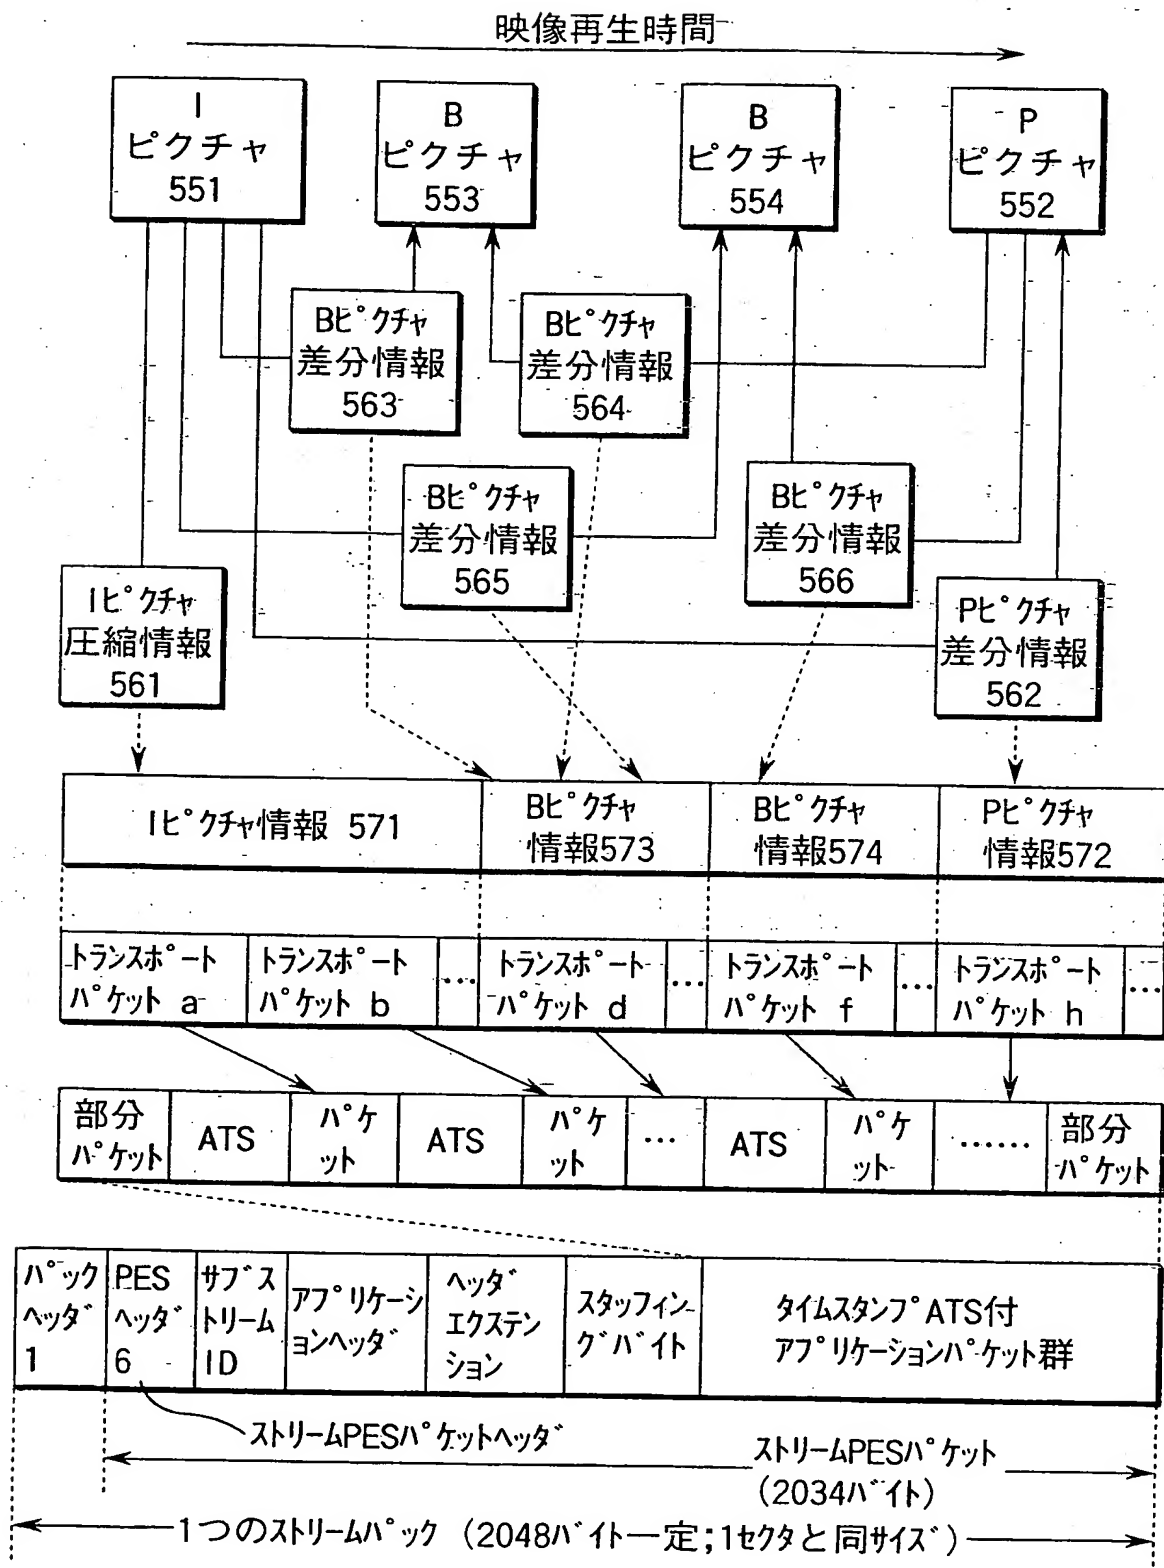 映像再生時間
I
ピクチャ
551
B
ピクチャ
553
B
ピクチャ
554
P
ピクチャ
552
Bピクチャ
差分情報
563
Bピクチャ
差分情報
564
Bピクチャ
差分情報
565
Bピクチャ
差分情報
566
Iピクチャ
圧縮情報
561
Pピクチャ
差分情報
562
Iピクチャ情報 571
Bピクチャ
情報573
Bピクチャ
情報574
Pピクチャ
情報572
トランスポート
パケット a
トランスポート
パケット b
…
トランスポート
パケット d
…
トランスポート
パケット f
…
トランスポート
パケット h
…
部分
パケット
ATS
パケ
ット
ATS
パケ
ット
…
ATS
パケ
ット
……
部分
パケット
パック
ヘッダ
1
PES
ヘッダ
6
サブス
トリーム
ID
アプリケーシ
ョンヘッダ
ヘッダ
エクステン
ション
スタッフィン
グバイト
タイムスタンプATS付
アプリケーションパケット群
ストリームPESパケットヘッダ
ストリームPESパケット
(2034バイト)
1つのストリームパック (2048バイト一定;1セクタと同サイズ)